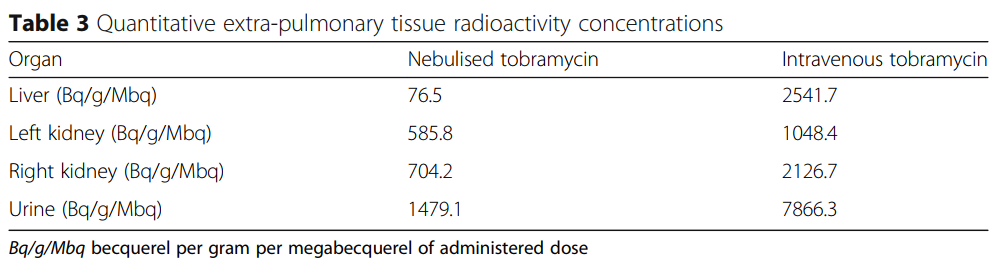 Table 3 Quantitative extra-pulmonary tissue radioactivity concentrations
Organ Nebulised tobramycin Intravenous tobramycin
Liver (Bq/g/Mbq) 76.5 2541.7
Left kidney (Bq/g/Mbq) 585.8 1048.4
Right kidney (Bq/g/Mbq) 704.2 2126.7
Urine (Bq/g/Mbq) 1479.1 7866.3
Bq/g/Mbq becquerel per gram per megabecquerel of administered dose